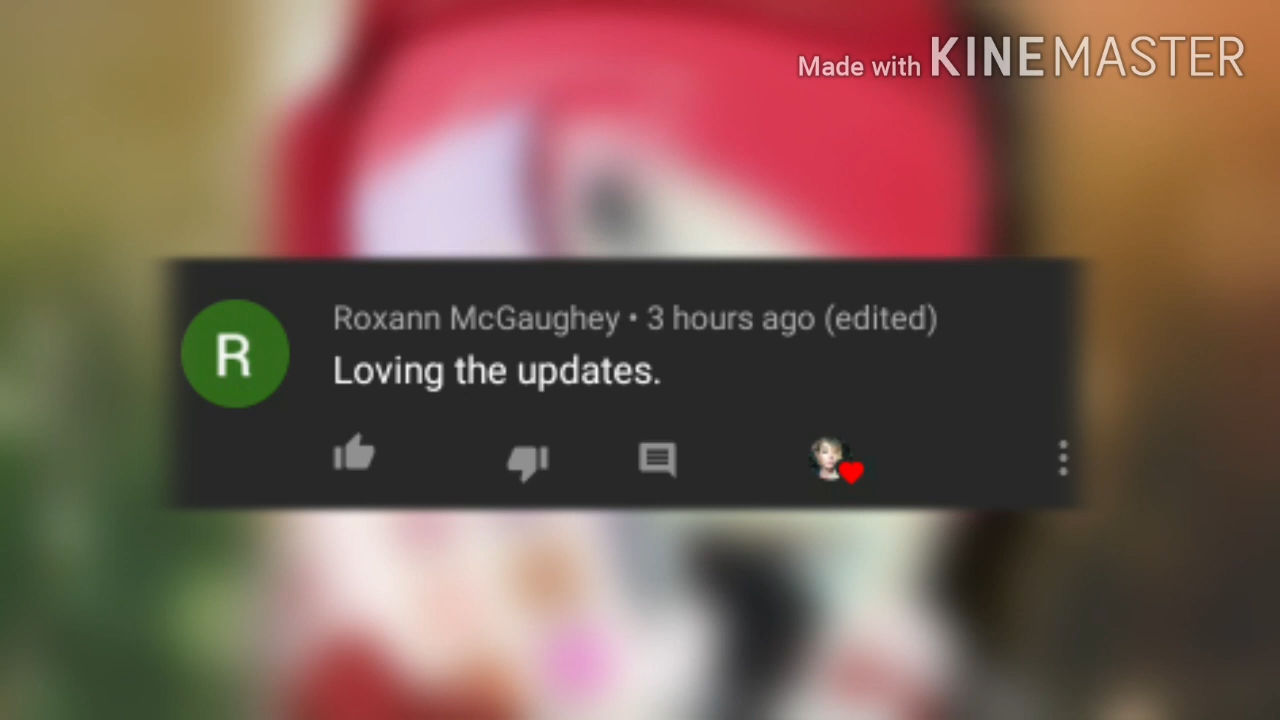 Made with KINEMASTER
R
Roxann McGaughey • 3 hours ago (edited)
Loving the updates.